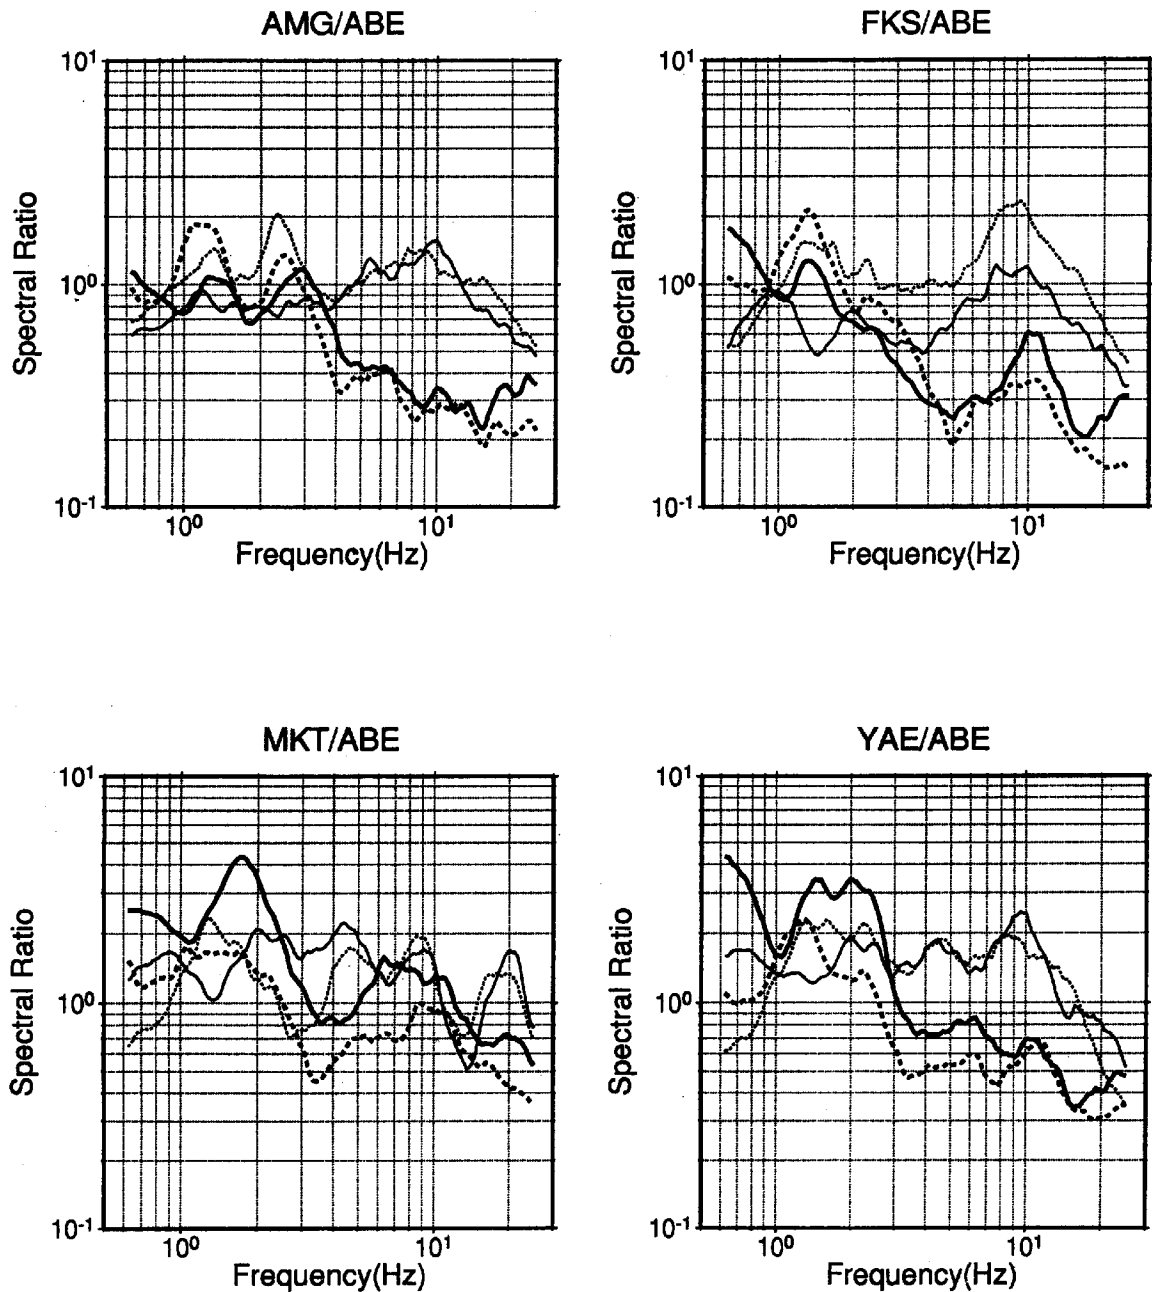 AMG/ABE
FKS/ABE
10¹
10¹
Spectral Ratio
10⁰
Spectral Ratio
10⁰
10⁻¹
10⁻¹
10⁰
10¹
10⁰
10¹
Frequency(Hz)
Frequency(Hz)
MKT/ABE
YAE/ABE
10¹
10¹
Spectral Ratio
10⁰
Spectral Ratio
10⁰
10⁻¹
10⁻¹
10⁰
10¹
10⁰
10¹
Frequency(Hz)
Frequency(Hz)